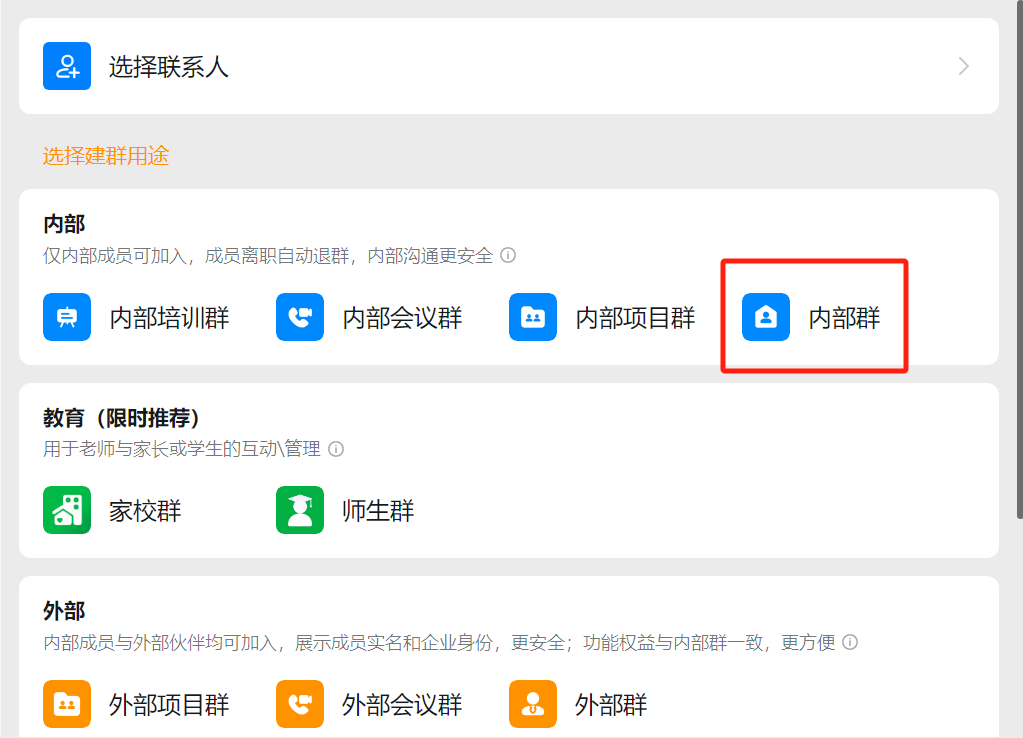 选择联系人
选择建群用途
内部
仅内部成员可加入，成员离职自动退群，内部沟通更安全
内部培训群 内部会议群 内部项目群 内部群
教育（限时推荐）
用于老师与家长或学生的互动\管理
家校群 师生群
外部
内部成员与外部伙伴均可加入，展示成员实名和企业身份，更安全；功能权益与内部群一致，更方便
外部项目群 外部会议群 外部群